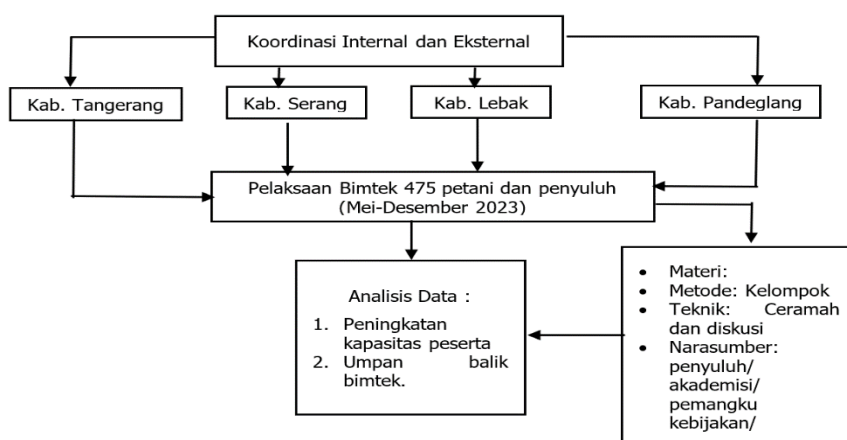 Koordinasi Internal dan Eksternal
Kab. Tangerang
Kab. Serang
Kab. Lebak
Kab. Pandeglang
Pelaksaan Bimtek 475 petani dan penyuluh
(Mei-Desember 2023)
Analisis Data :
1. Peningkatan
kapasitas peserta
2. Umpan balik
bimtek.
• Materi:
• Metode: Kelompok
• Teknik: Ceramah
dan diskusi
• Narasumber:
penyuluh/
akademisi/
pemangku
kebijakan/